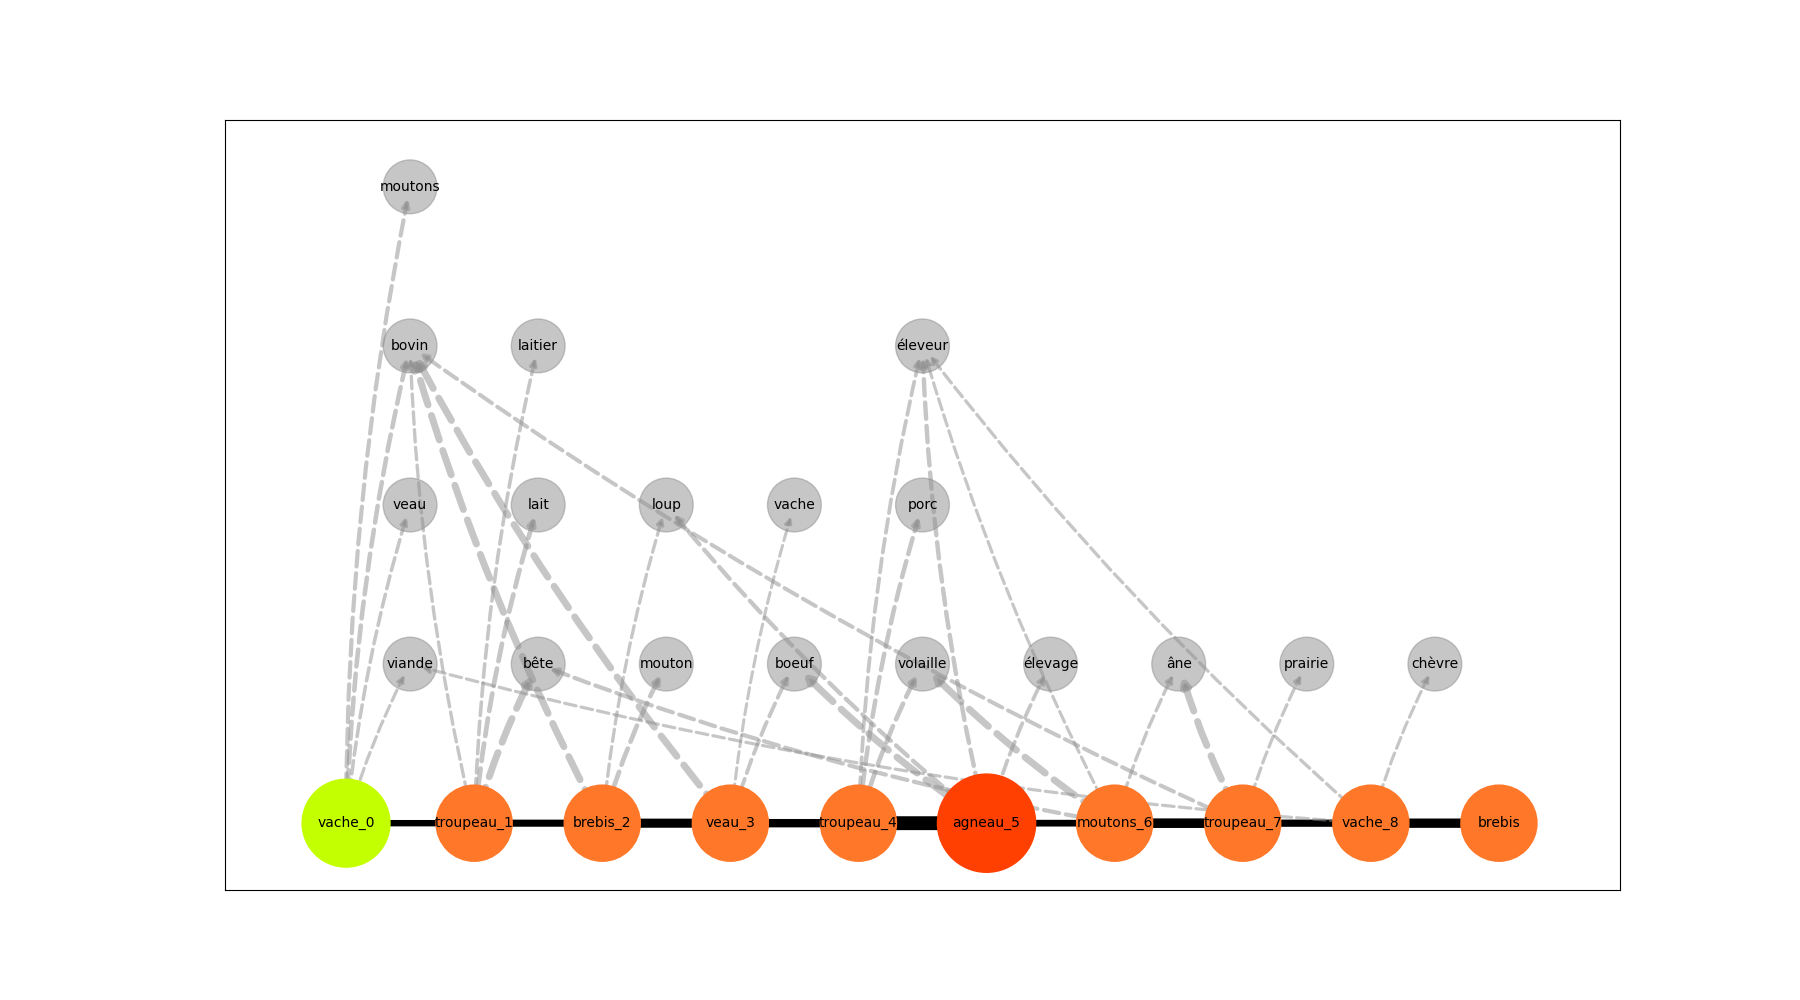 moutons
bovin laitier éleveur
veau lait loup vache porc
viande bête mouton boeuf volaille élevage âne prairie chèvre
vache_0 troupeau_1 brebis_2 veau_3 troupeau_4 agneau_5 moutons_6 troupeau_7 vache_8 brebis